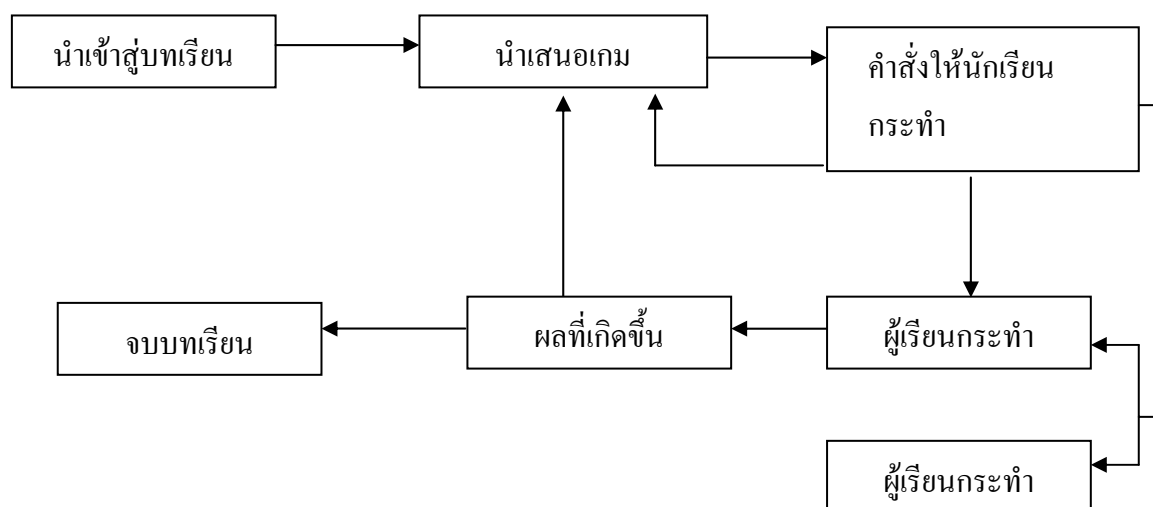 นำเข้าสู่บทเรียน
นำเสนอเกม
คำสั่งให้นักเรียน
กระทำ
จบบทเรียน
ผลที่เกิดขึ้น
ผู้เรียนกระทำ
ผู้เรียนกระทำ